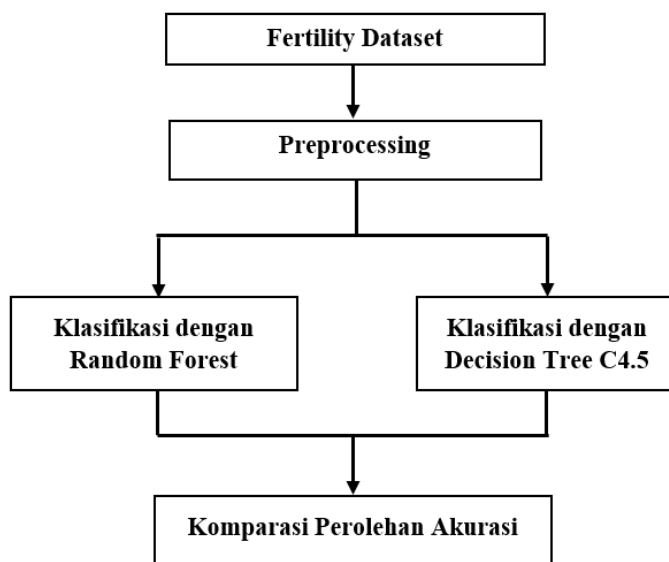 Fertility Dataset
Preprocessing
Klasifikasi dengan
Random Forest
Klasifikasi dengan
Decision Tree C4.5
Komparasi Perolehan Akurasi